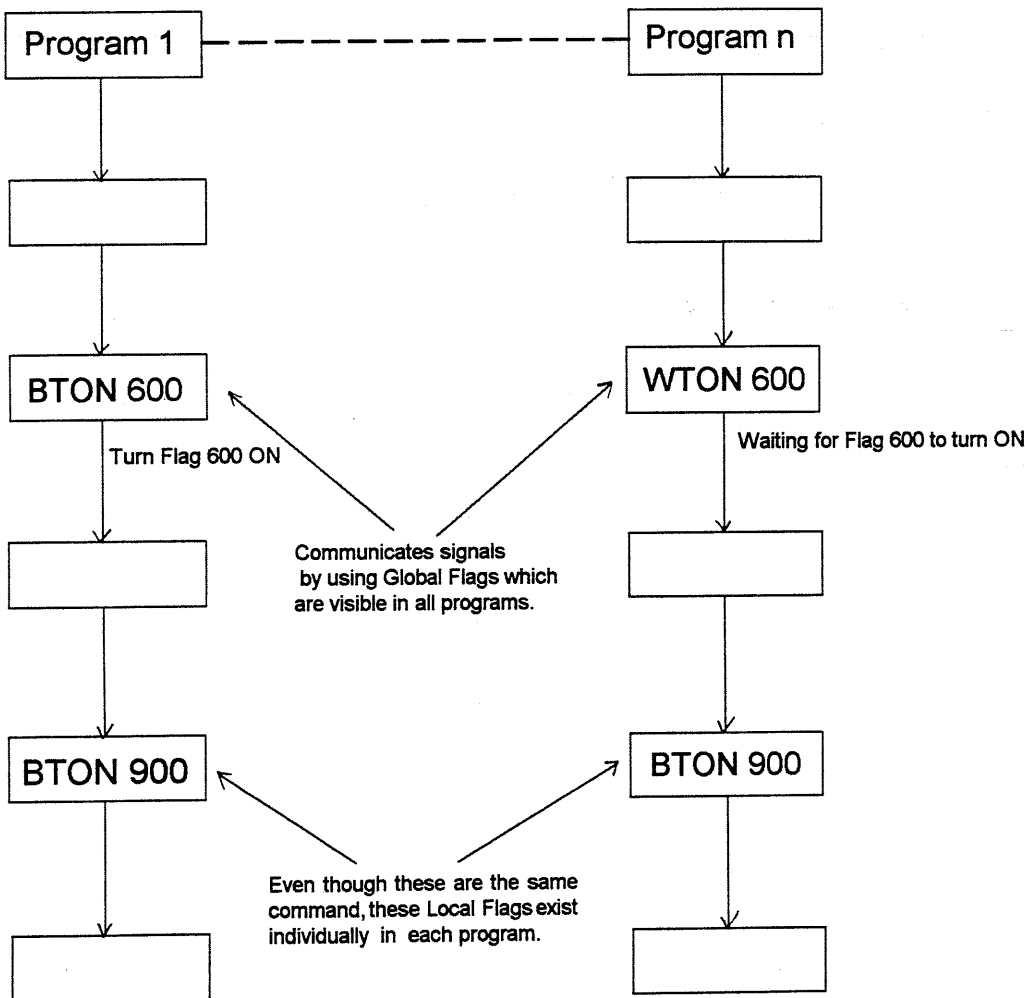 Program 1
Program n
BTON 600
WTON 600
Turn Flag 600 ON
Waiting for Flag 600 to turn ON
Communicates signals
by using Global Flags which
are visible in all programs.
BTON 900
BTON 900
Even though these are the same
command, these Local Flags exist
individually in each program.